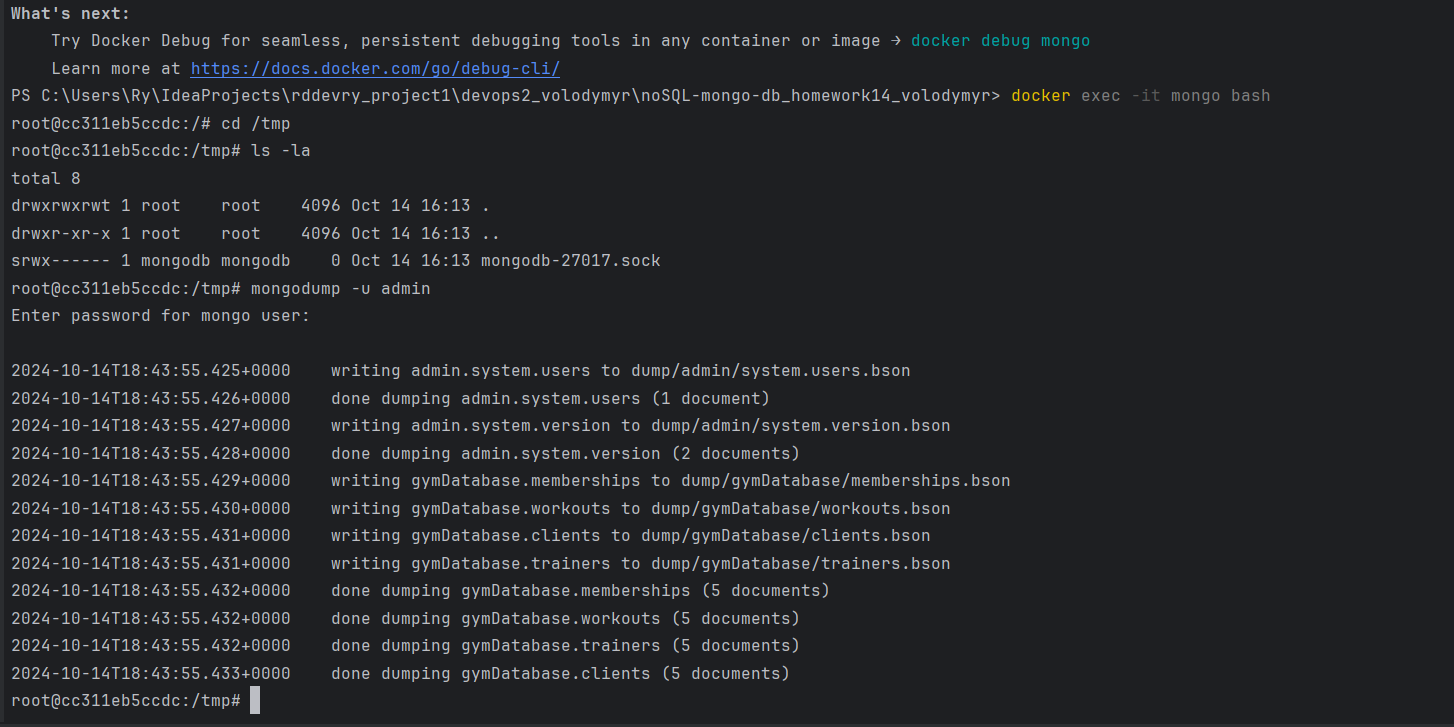 What's next:
    Try Docker Debug for seamless, persistent debugging tools in any container or image → docker debug mongo
    Learn more at https://docs.docker.com/go/debug-cli/
PS C:\Users\Ry\IdeaProjects\rddevry_project1\devops2_volodymyr\noSQL-mongo-db_homework14_volodymyr> docker exec -it mongo bash
root@cc311eb5ccdc:/# cd /tmp
root@cc311eb5ccdc:/tmp# ls -la
total 8
drwxrwxrwt 1 root    root    4096 Oct 14 16:13 .
drwxr-xr-x 1 root    root    4096 Oct 14 16:13 ..
srwx------ 1 mongodb mongodb    0 Oct 14 16:13 mongodb-27017.sock
root@cc311eb5ccdc:/tmp# mongodump -u admin
Enter password for mongo user:

2024-10-14T18:43:55.425+0000    writing admin.system.users to dump/admin/system.users.bson
2024-10-14T18:43:55.426+0000    done dumping admin.system.users (1 document)
2024-10-14T18:43:55.427+0000    writing admin.system.version to dump/admin/system.version.bson
2024-10-14T18:43:55.428+0000    done dumping admin.system.version (2 documents)
2024-10-14T18:43:55.429+0000    writing gymDatabase.memberships to dump/gymDatabase/memberships.bson
2024-10-14T18:43:55.430+0000    writing gymDatabase.workouts to dump/gymDatabase/workouts.bson
2024-10-14T18:43:55.431+0000    writing gymDatabase.clients to dump/gymDatabase/clients.bson
2024-10-14T18:43:55.431+0000    writing gymDatabase.trainers to dump/gymDatabase/trainers.bson
2024-10-14T18:43:55.432+0000    done dumping gymDatabase.memberships (5 documents)
2024-10-14T18:43:55.432+0000    done dumping gymDatabase.workouts (5 documents)
2024-10-14T18:43:55.432+0000    done dumping gymDatabase.trainers (5 documents)
2024-10-14T18:43:55.433+0000    done dumping gymDatabase.clients (5 documents)
root@cc311eb5ccdc:/tmp#